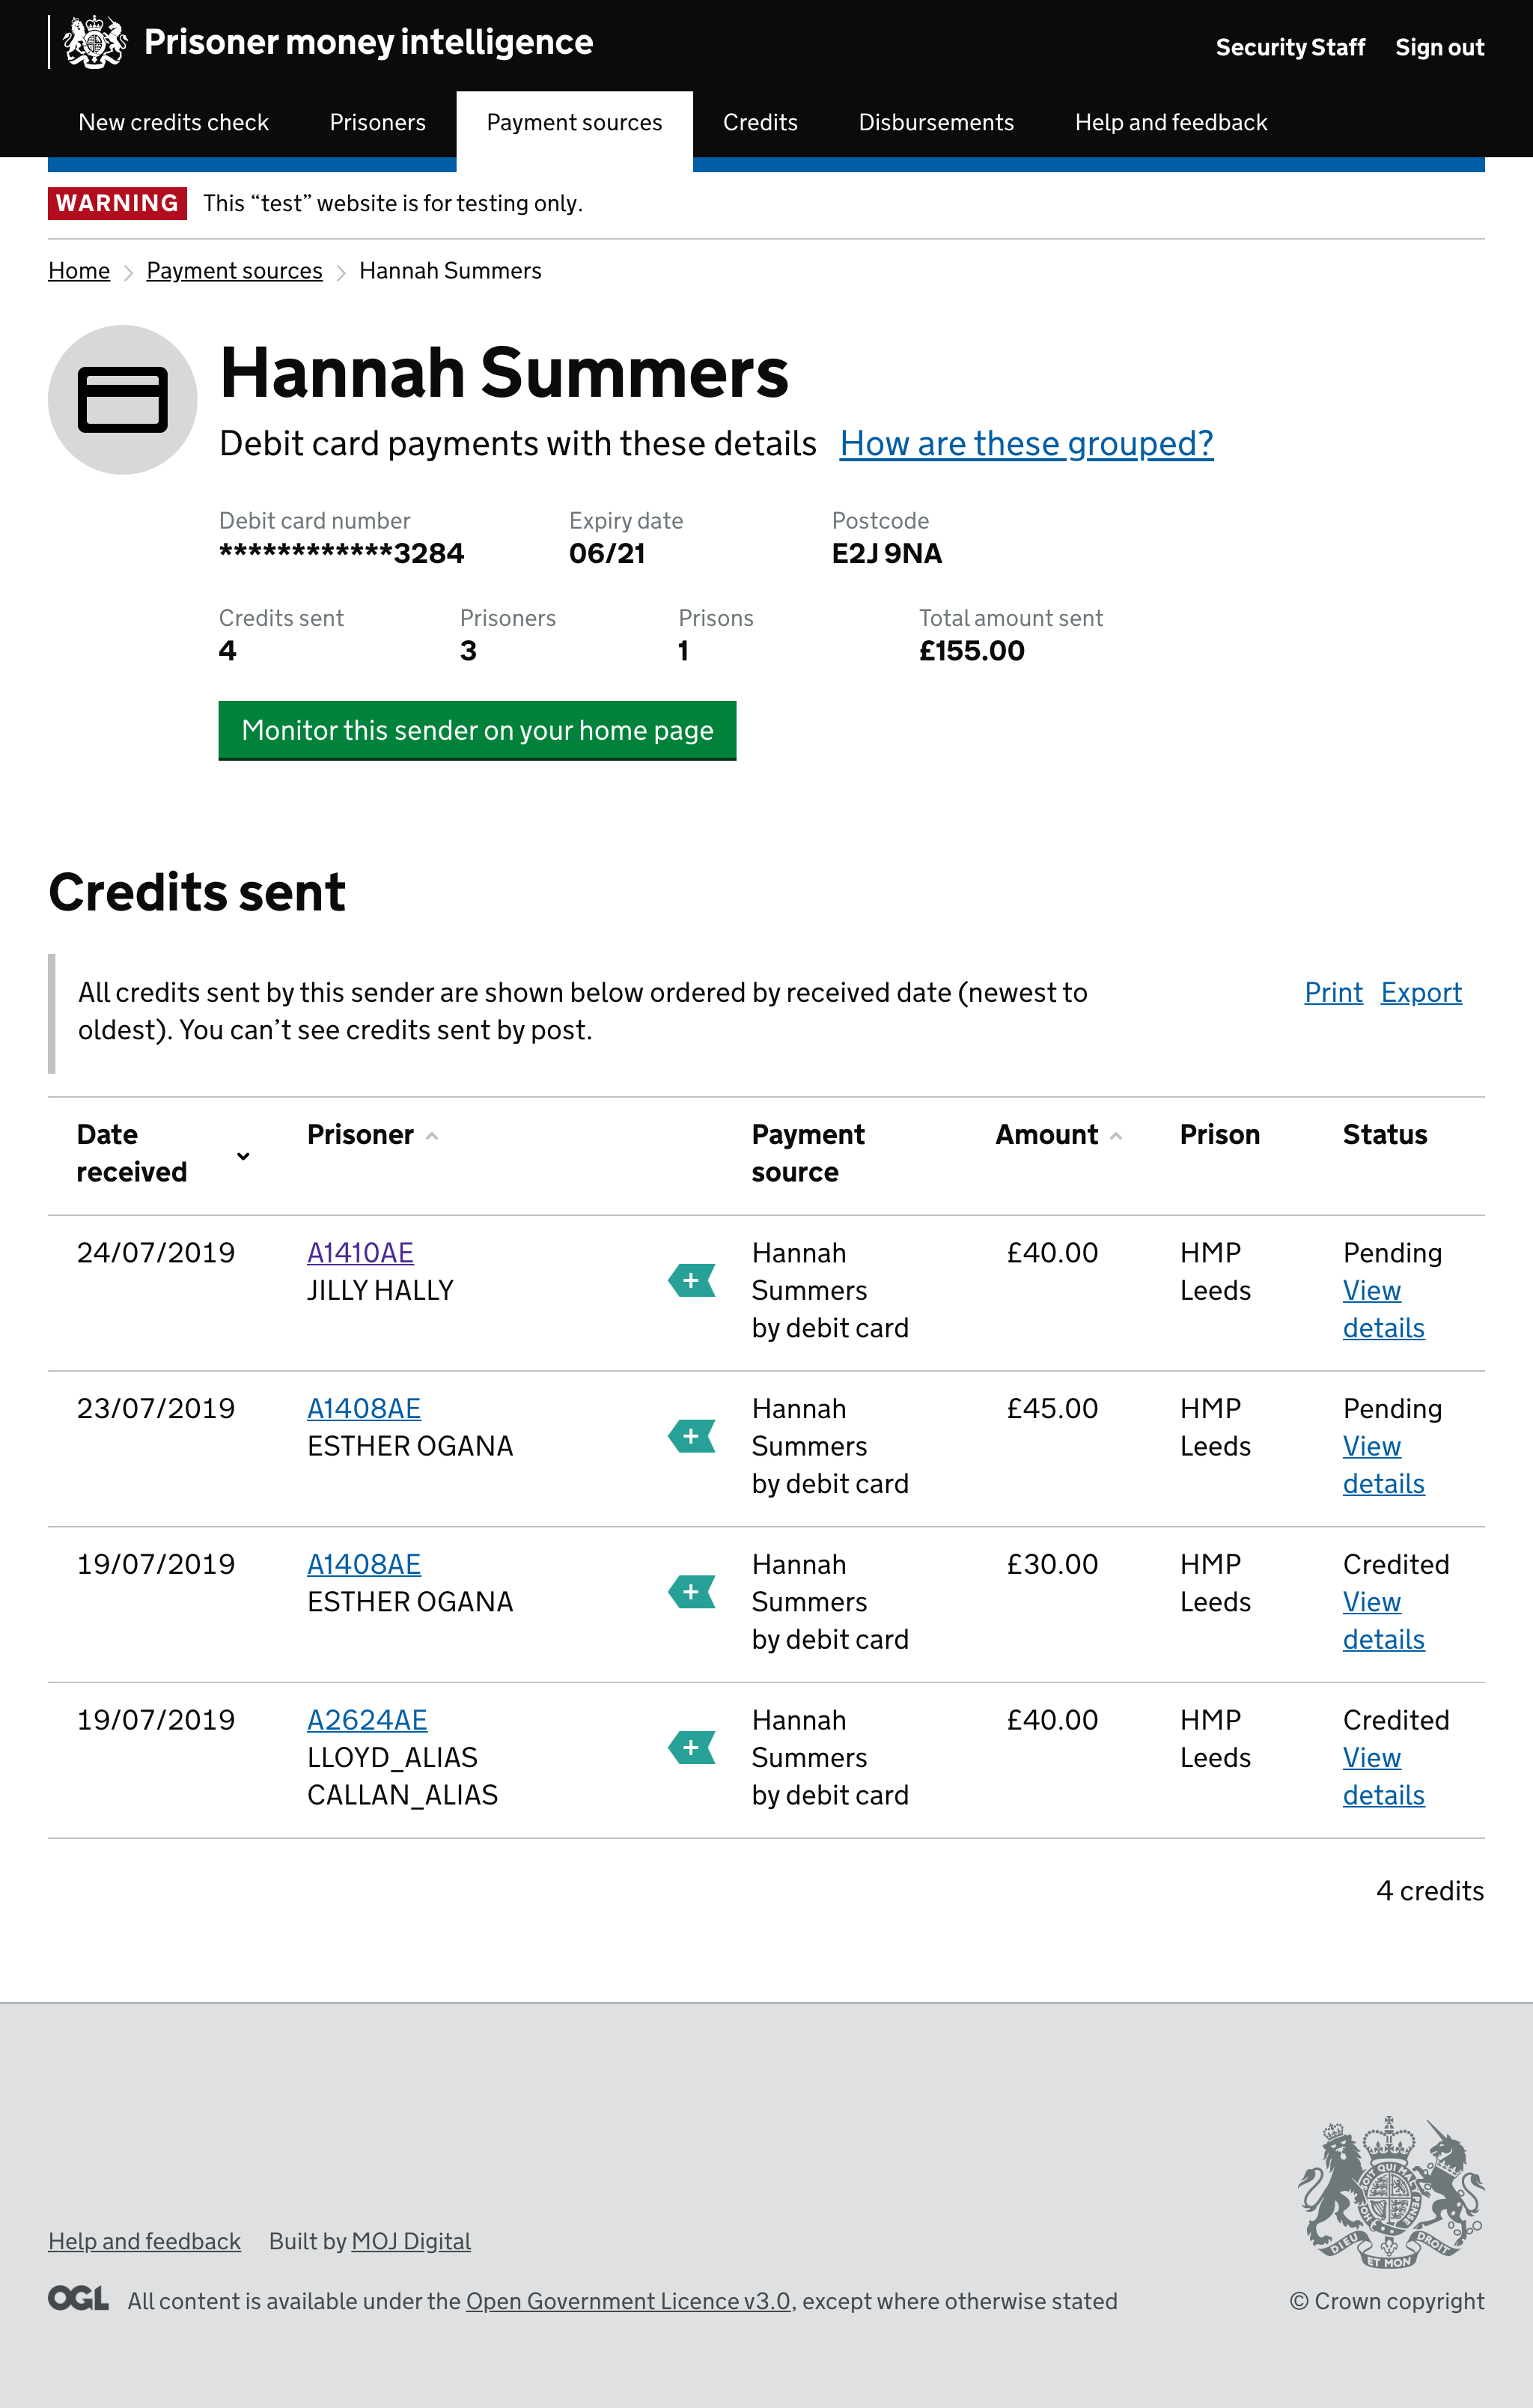 Prisoner money intelligence
Security Staff Sign out
New credits check Prisoners Payment sources Credits Disbursements Help and feedback
WARNING This “test” website is for testing only.
Home Payment sources Hannah Summers
Hannah Summers
Debit card payments with these details How are these grouped?
Debit card number Expiry date Postcode
************3284 06/21 E2J 9NA
Credits sent Prisoners Prisons Total amount sent
4 3 1 £155.00
Monitor this sender on your home page
Credits sent
All credits sent by this sender are shown below ordered by received date (newest to
oldest). You can’t see credits sent by post.
Print Export
Date received Prisoner Payment source Amount Prison Status
24/07/2019 A1410AE Hannah £40.00 HMP Pending
JILLY HALLY Summers Leeds View
by debit card details
23/07/2019 A1408AE Hannah £45.00 HMP Pending
ESTHER OGANA Summers Leeds View
by debit card details
19/07/2019 A1408AE Hannah £30.00 HMP Credited
ESTHER OGANA Summers Leeds View
by debit card details
19/07/2019 A2624AE Hannah £40.00 HMP Credited
LLOYD_ALIAS Summers Leeds View
CALLAN_ALIAS by debit card details
4 credits
Help and feedback Built by MOJ Digital
DIEU ET MON DROIT
OGL All content is available under the Open Government Licence v3.0, except where otherwise stated
© Crown copyright